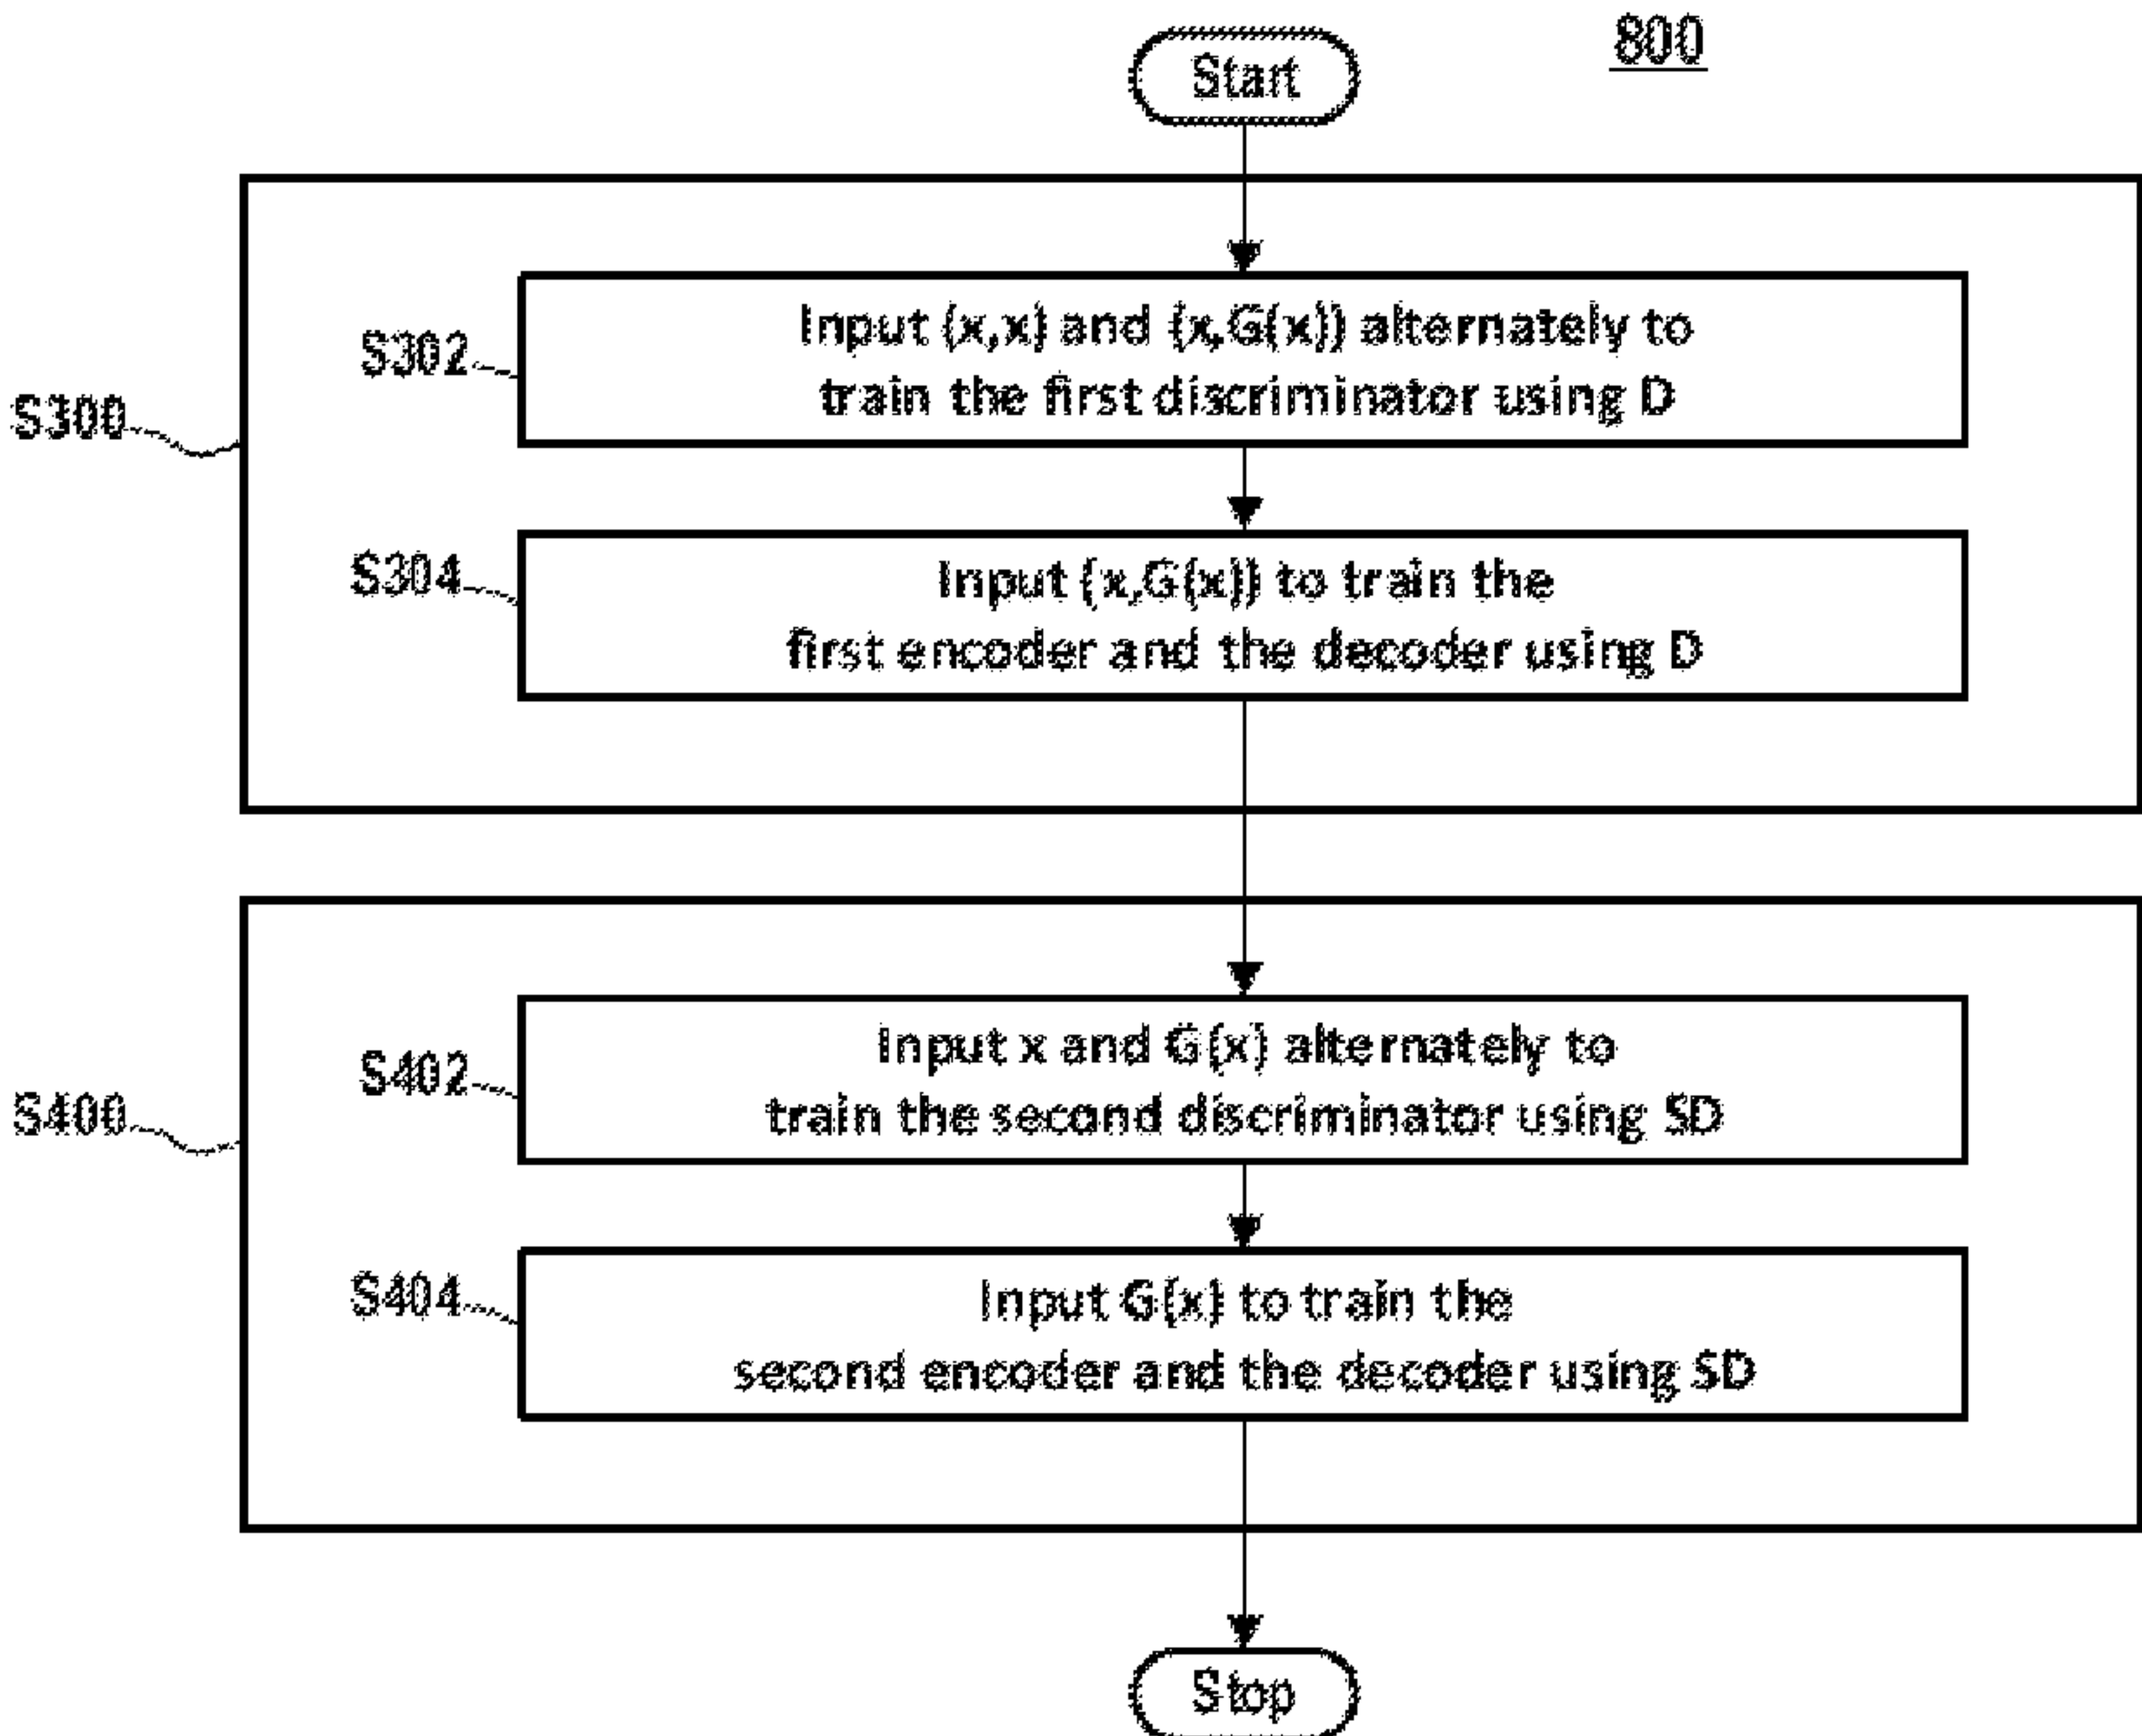 800
Start
Input (x,x) and (x,G(x)) alternately to
train the first discriminator using D
S302
S300
Input (x,G(x)) to train the
first encoder and the decoder using D
S304
Input x and G(x) alternately to
train the second discriminator using SD
S402
S400
Input G(x) to train the
second encoder and the decoder using SD
S404
Stop